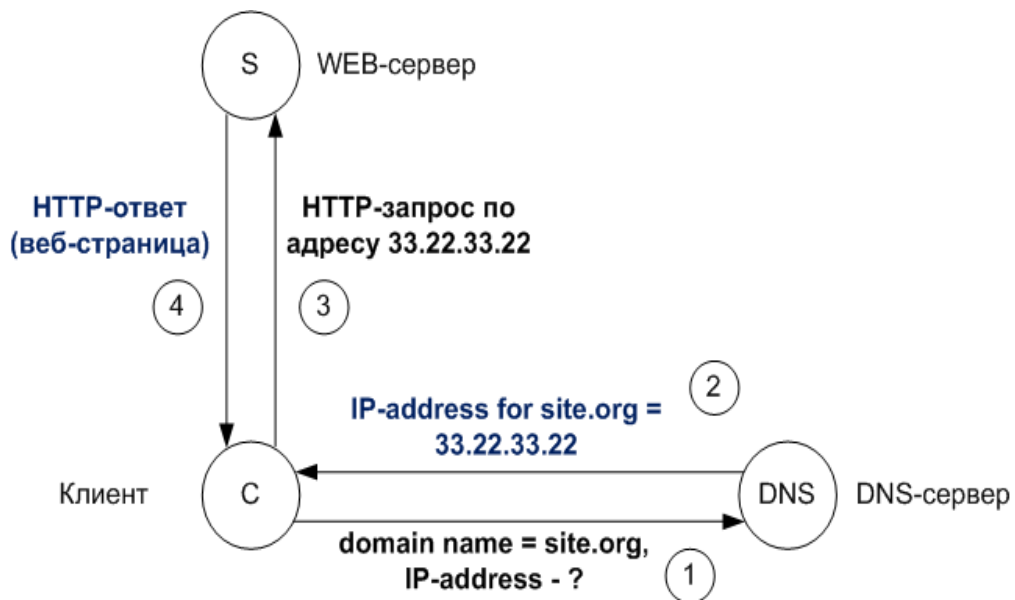 S
WEB-сервер
HTTP-ответ
(веб-страница)
HTTP-запрос по
адресу 33.22.33.22
4
3
2
IP-address for site.org =
33.22.33.22
Клиент
C
DNS
DNS-сервер
domain name = site.org,
IP-address - ?
1